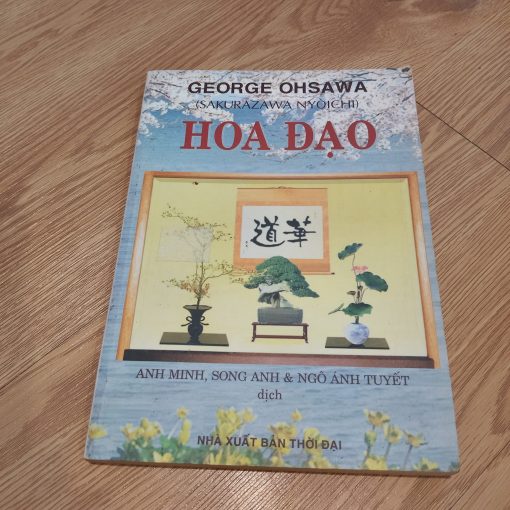 GEORGE OHSAWA
(SAKURAZAWA NYOICHI)
HOA ĐẠO
道華
ANH MINH, SONG ANH & NGÔ ÁNH TUYẾT
dịch
NHÀ XUẤT BẢN THỜI ĐẠI